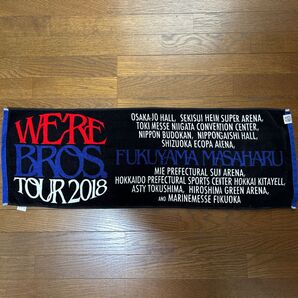 WE'RE
BROS.
TOUR 2018
OSAKA-JO HALL, SEKISUI HEIM SUPER ARENA,
TOKI MESSE NIIGATA CONVENTION CENTER,
NIPPON BUDOKAN, NIPPONGAISHI HALL,
SHIZUOKA ECOPA ARENA,
FUKUYAMA MASAHARU
MIE PREFECTURAL SUN ARENA,
HOKKAIDO PREFECTURAL SPORTS CENTER HOKKAI KITAYELL,
ASTY TOKUSHIMA, HIROSHIMA GREEN ARENA,
AND MARINEMESSE FUKUOKA